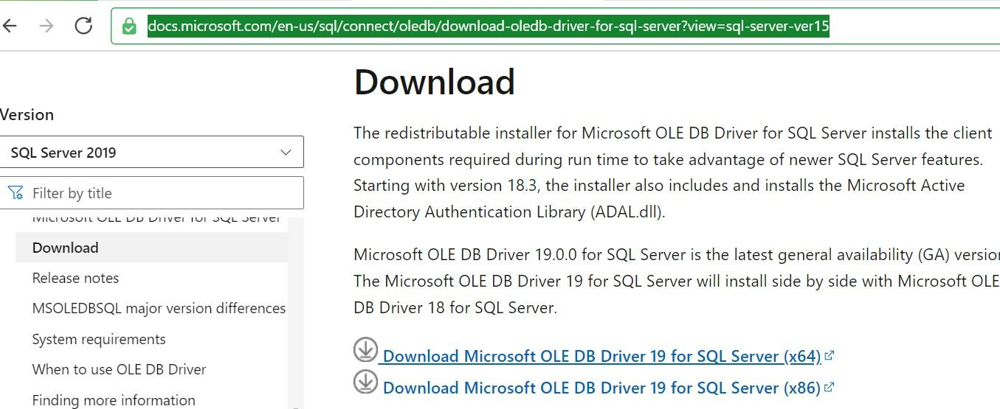 docs.microsoft.com/en-us/sql/connect/oledb/download-oledb-driver-for-sql-server?view=sql-server-ver15
Version
SQL Server 2019
Filter by title
Microsoft OLE DB Driver for SQL Server
Download
Release notes
MSOLEDBSQL major version differences
System requirements
When to use OLE DB Driver
Finding more information
Download
The redistributable installer for Microsoft OLE DB Driver for SQL Server installs the client
components required during run time to take advantage of newer SQL Server features.
Starting with version 18.3, the installer also includes and installs the Microsoft Active
Directory Authentication Library (ADAL.dll).
Microsoft OLE DB Driver 19.0.0 for SQL Server is the latest general availability (GA) version
The Microsoft OLE DB Driver 19 for SQL Server will install side by side with Microsoft OLE
DB Driver 18 for SQL Server.
Download Microsoft OLE DB Driver 19 for SQL Server (x64)
Download Microsoft OLE DB Driver 19 for SQL Server (x86)